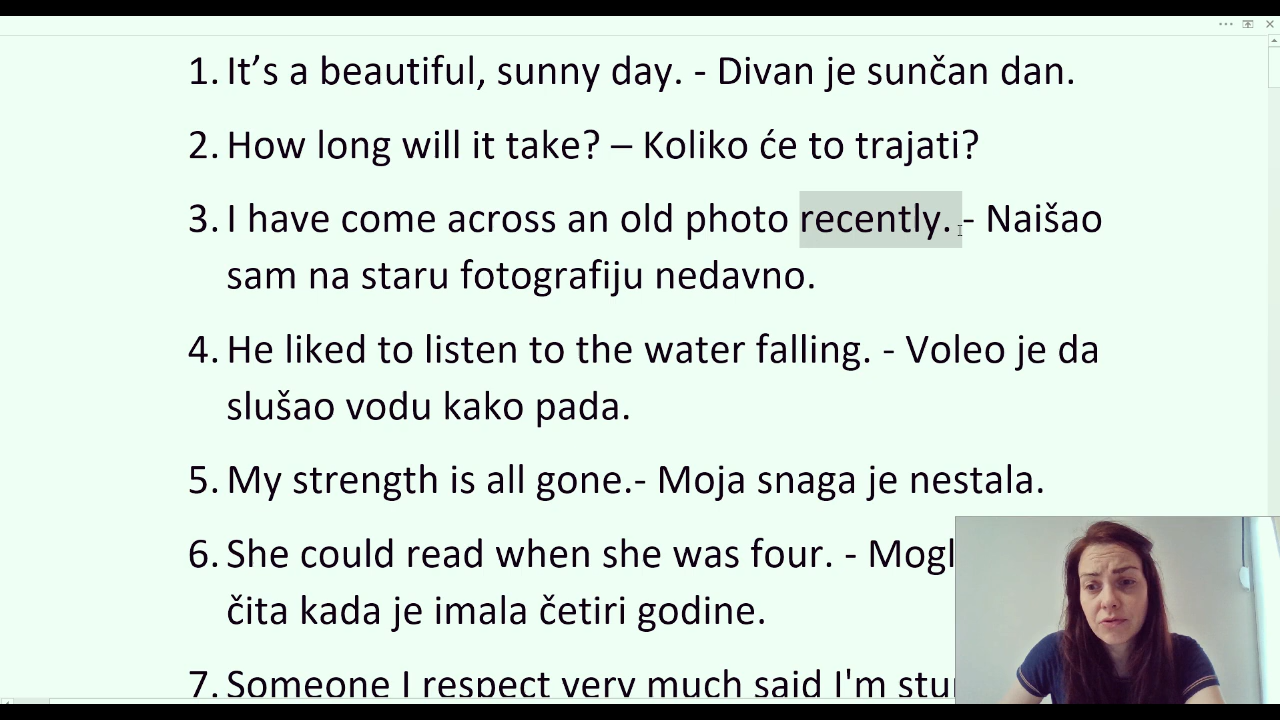 1. It’s a beautiful, sunny day. - Divan je sunčan dan.
2. How long will it take? – Koliko će to trajati?
3. I have come across an old photo recently. - Naišao
sam na staru fotografiju nedavno.
4. He liked to listen to the water falling. - Voleo je da
slušao vodu kako pada.
5. My strength is all gone.- Moja snaga je nestala.
6. She could read when she was four. - Mogl
čita kada je imala četiri godine.
7. Someone I respect very much said I'm stu